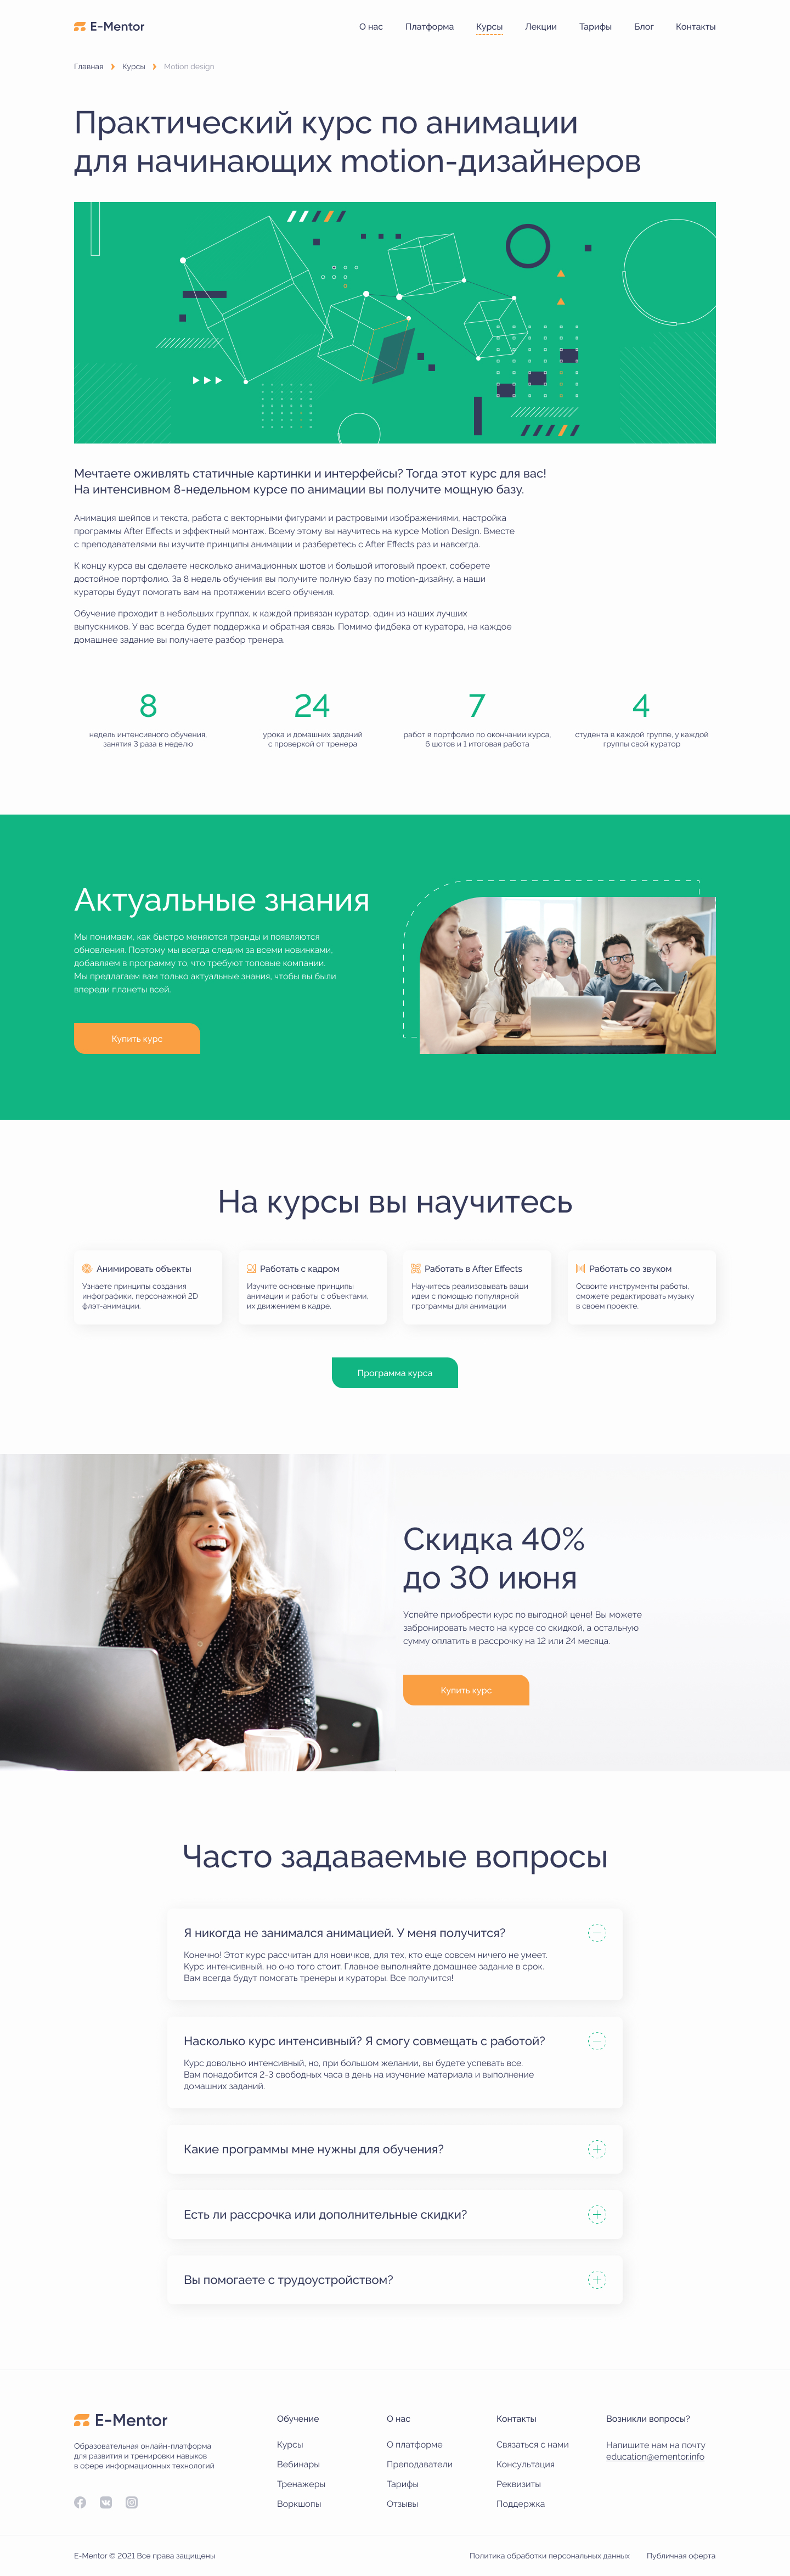 E-Mentor
О нас
Платформа
Курсы
Лекции
Тарифы
Блог
Контакты
Главная
Курсы
Motion design
Практический курс по анимации
для начинающих motion-дизайнеров
Мечтаете оживлять статичные картинки и интерфейсы? Тогда этот курс для вас!
На интенсивном 8-недельном курсе по анимации вы получите мощную базу.
Анимация шейпов и текста, работа с векторными фигурами и растровыми изображениями, настройка
программы After Effects и эффектный монтаж. Всему этому вы научитесь на курсе Motion Design. Вместе
с преподавателями вы изучите принципы анимации и разберетесь с After Effects раз и навсегда.
К концу курса вы сделаете несколько анимационных шотов и большой итоговый проект, соберете
достойное портфолио. За 8 недель обучения вы получите полную базу по motion-дизайну, а наши
кураторы будут помогать вам на протяжении всего обучения.
Обучение проходит в небольших группах, к каждой привязан куратор, один из наших лучших
выпускников. У вас всегда будет поддержка и обратная связь. Помимо фидбека от куратора, на каждое
домашнее задание вы получаете разбор тренера.
8
недель интенсивного обучения,
занятия 3 раза в неделю
24
урока и домашних заданий
с проверкой от тренера
7
работ в портфолио по окончании курса,
6 шотов и 1 итоговая работа
4
студента в каждой группе, у каждой
группы свой куратор
Актуальные знания
Мы понимаем, как быстро меняются тренды и появляются
обновления. Поэтому мы всегда следим за всеми новинками,
добавляем в программу то, что требуют топовые компании.
Мы предлагаем вам только актуальные знания, чтобы вы были
впереди планеты всей.
Купить курс
На курсы вы научитесь
Анимировать объекты
Узнаете принципы создания
инфографики, персонажной 2D
флэт-анимации.
Работать с кадром
Изучите основные принципы
анимации и работы с объектами,
их движением в кадре.
Работать в After Effects
Научитесь реализовывать ваши
идеи с помощью популярной
программы для анимации
Работать со звуком
Освоите инструменты работы,
сможете редактировать музыку
в своем проекте.
Программа курса
Скидка 40%
до 30 июня
Успейте приобрести курс по выгодной цене! Вы можете
забронировать место на курсе со скидкой, а остальную
сумму оплатить в рассрочку на 12 или 24 месяца.
Купить курс
Часто задаваемые вопросы
Я никогда не занимался анимацией. У меня получится?
Конечно! Этот курс рассчитан для новичков, для тех, кто еще совсем ничего не умеет.
Курс интенсивный, но оно того стоит. Главное выполняйте домашнее задание в срок.
Вам всегда будут помогать тренеры и кураторы. Все получится!
Насколько курс интенсивный? Я смогу совмещать с работой?
Курс довольно интенсивный, но, при большом желании, вы будете успевать все.
Вам понадобится 2-3 свободных часа в день на изучение материала и выполнение
домашних заданий.
Какие программы мне нужны для обучения?
Есть ли рассрочка или дополнительные скидки?
Вы помогаете с трудоустройством?
E-Mentor
Образовательная онлайн-платформа
для развития и тренировки навыков
в сфере информационных технологий
Обучение
Курсы
Вебинары
Тренажеры
Воркшопы
О нас
О платформе
Преподаватели
Тарифы
Отзывы
Контакты
Связаться с нами
Консультация
Реквизиты
Поддержка
Возникли вопросы?
Напишите нам на почту
education@ementor.info
E-Mentor © 2021 Все права защищены
Политика обработки персональных данных
Публичная оферта